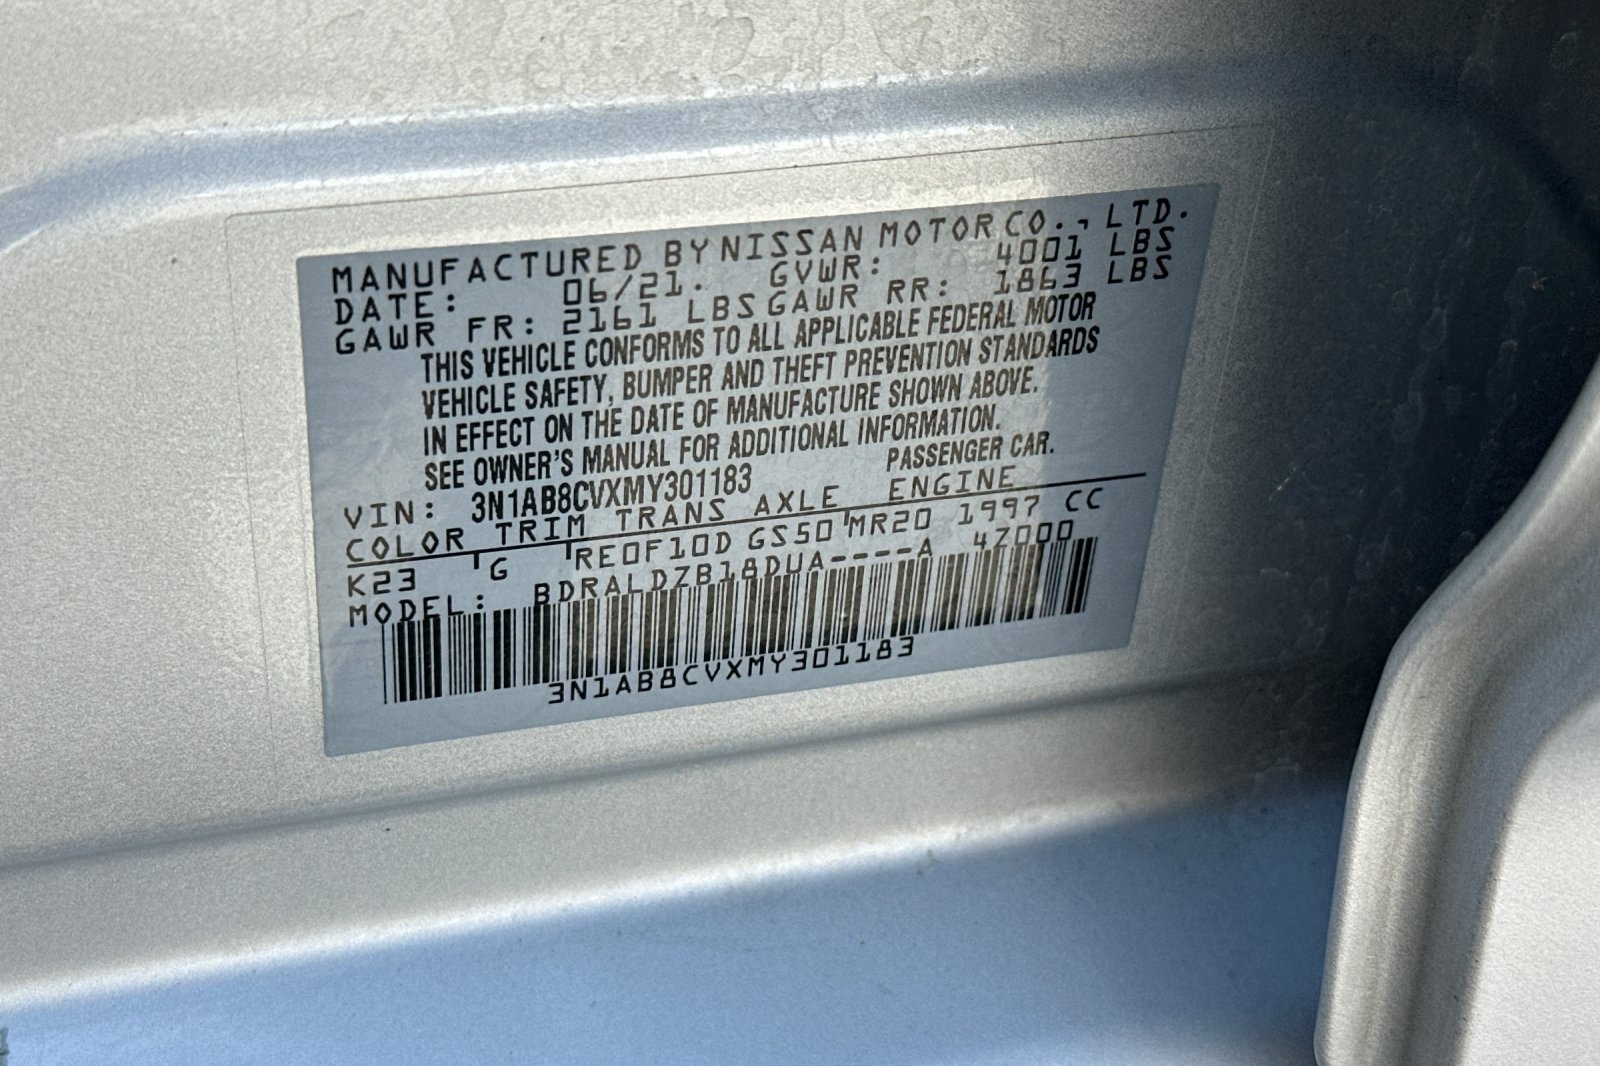 MANUFACTURED BY NISSAN MOTOR CO., LTD.
DATE: 06/21. GVWR: 4001 LBS
GAWR FR: 2161 LBS GAWR RR: 1863 LBS
THIS VEHICLE CONFORMS TO ALL APPLICABLE FEDERAL MOTOR
VEHICLE SAFETY, BUMPER AND THEFT PREVENTION STANDARDS
IN EFFECT ON THE DATE OF MANUFACTURE SHOWN ABOVE.
SEE OWNER'S MANUAL FOR ADDITIONAL INFORMATION.
VIN: 3N1AB8CVXMY301183 PASSENGER CAR.
COLOR TRIM TRANS AXLE ENGINE
K23 G RE0F10D GS50 MR20 1997 CC
MODEL: BDRALDZB18DUA----A 4Z000
3N1AB8CVXMY301183